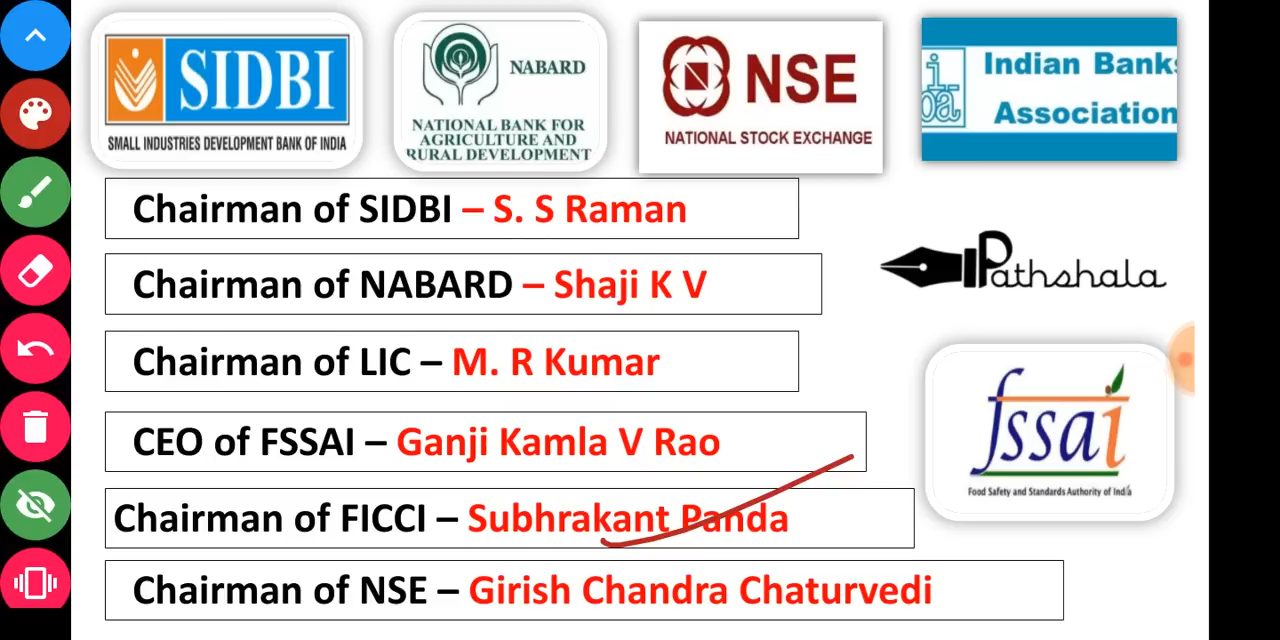 SIDBI
SMALL INDUSTRIES DEVELOPMENT BANK OF INDIA
NABARD
NATIONAL BANK FOR
AGRICULTURE AND
RURAL DEVELOPMENT
NSE
NATIONAL STOCK EXCHANGE
iba
Indian Banks
Association
Chairman of SIDBI – S. S Raman
Chairman of NABARD – Shaji K V
Pathshala
Chairman of LIC – M. R Kumar
CEO of FSSAI – Ganji Kamla V Rao
fssai
Food Safety and Standards Authority of India
Chairman of FICCI – Subhrakant Panda
Chairman of NSE – Girish Chandra Chaturvedi